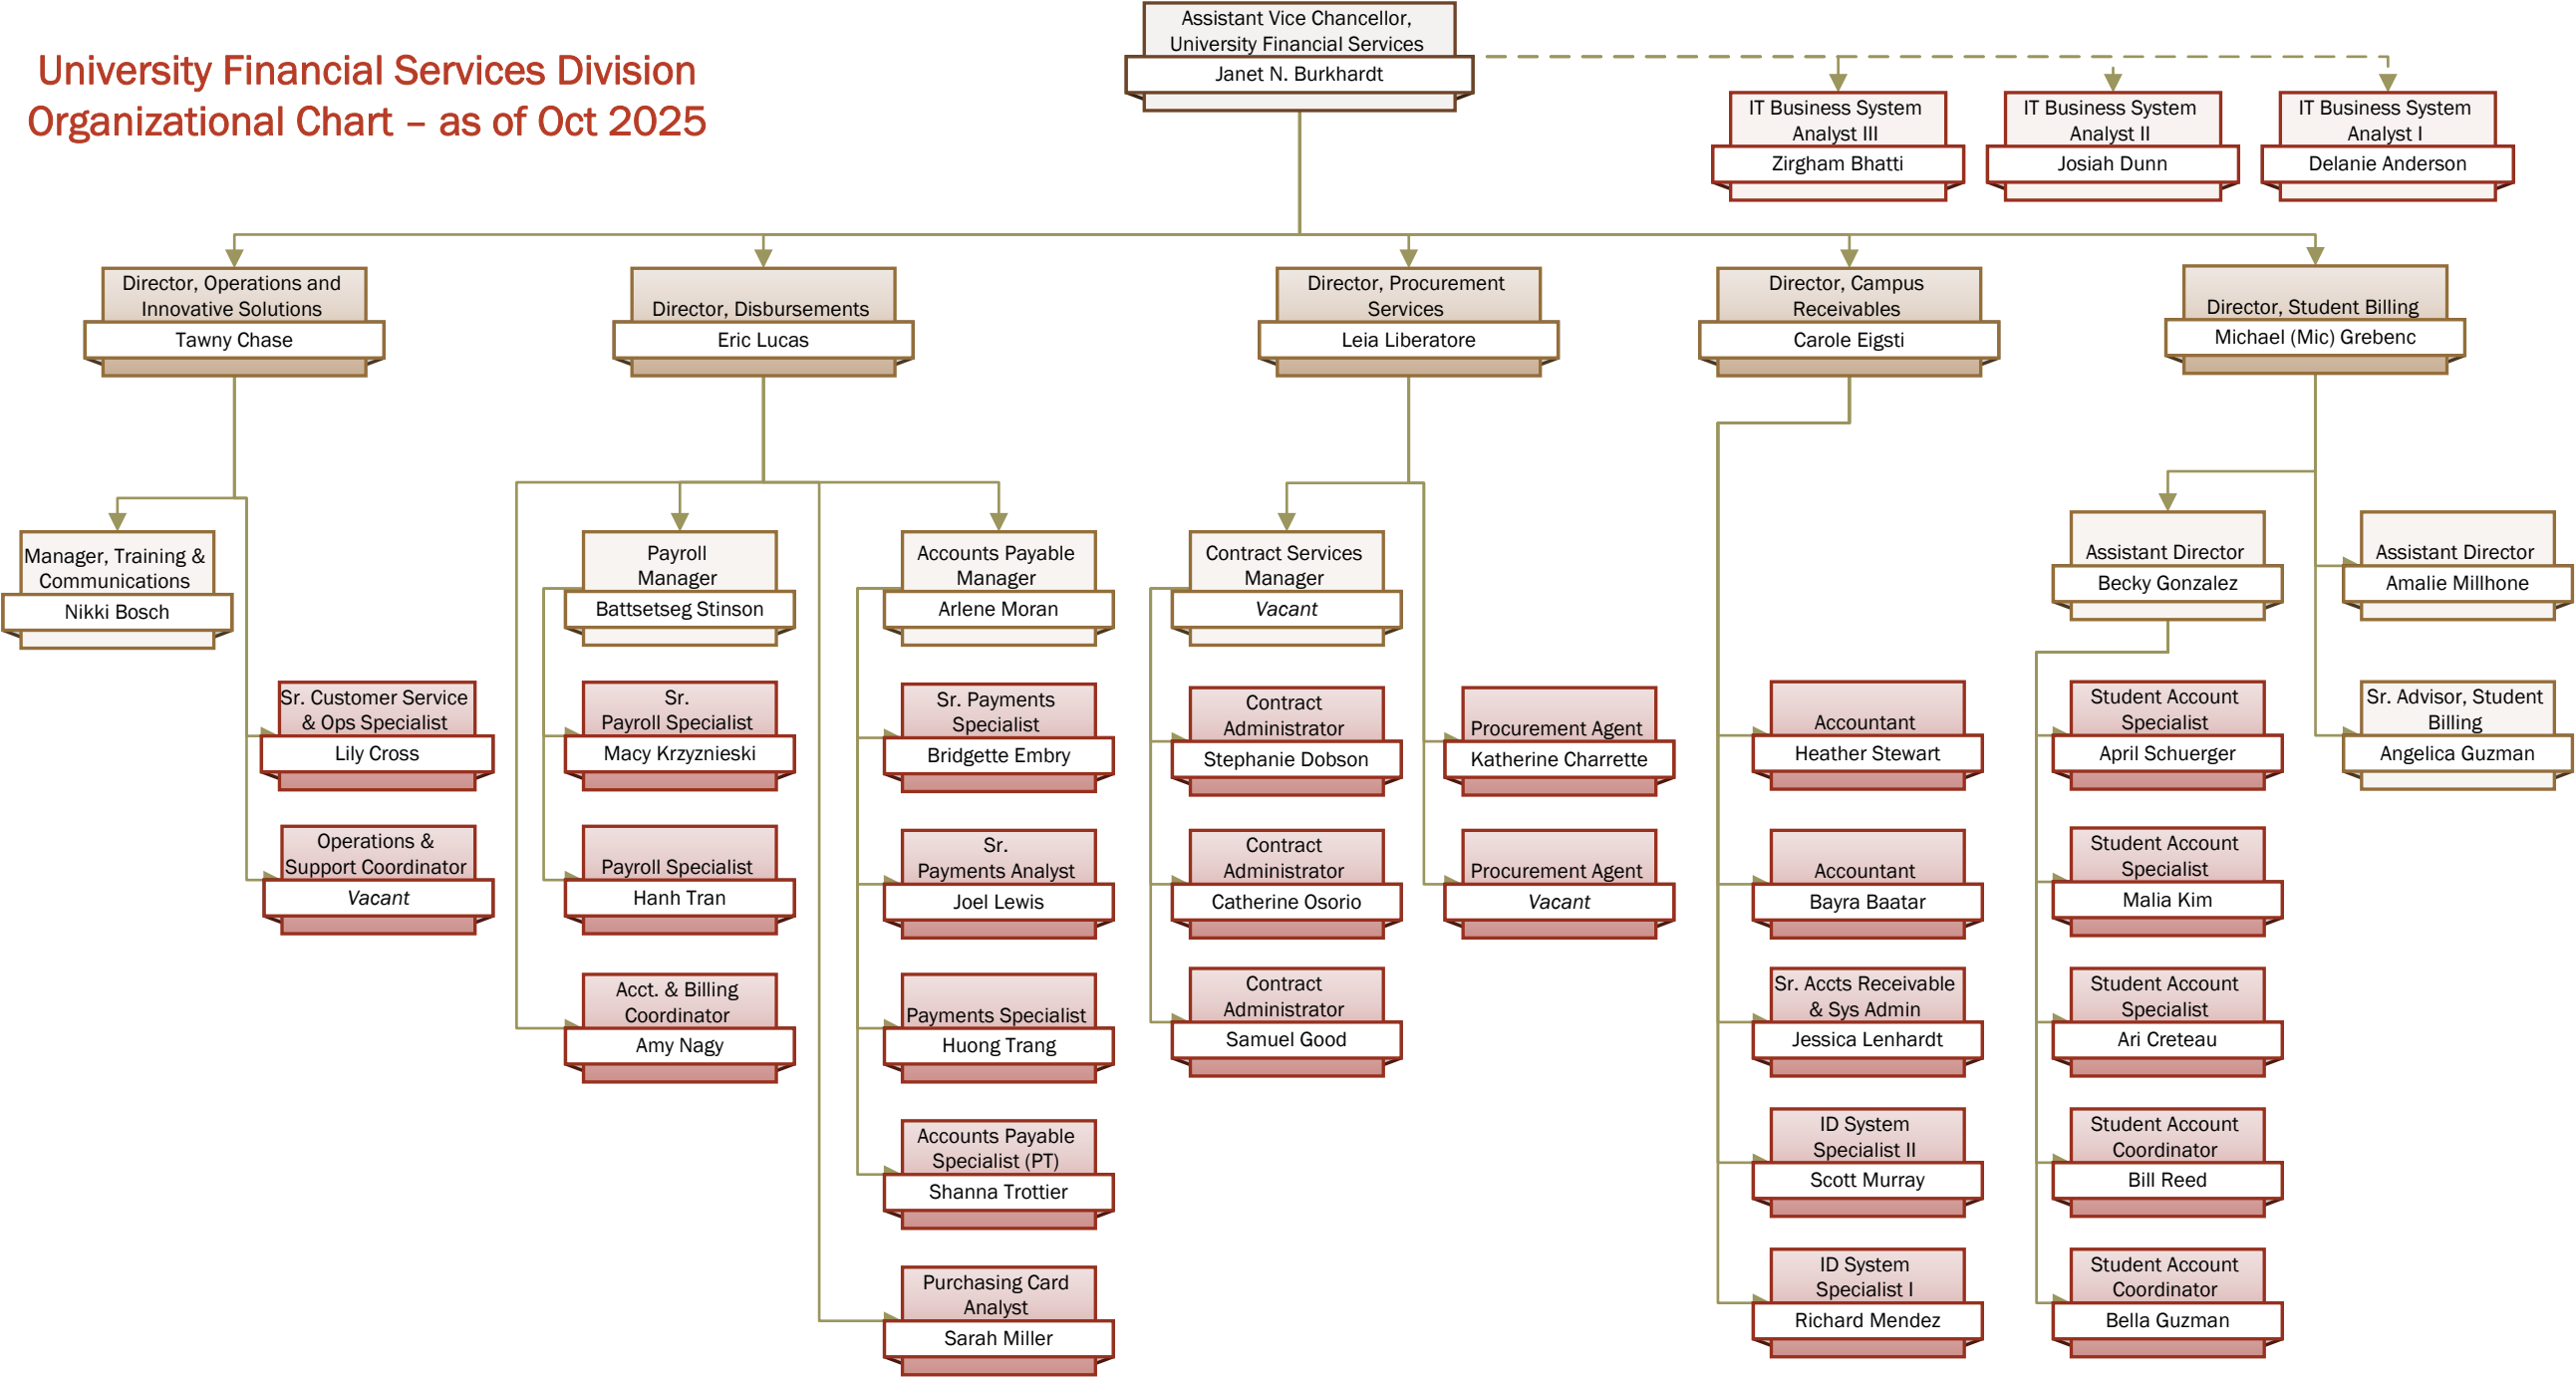 University Financial Services Division
Organizational Chart – as of Oct 2025
Assistant Vice Chancellor,
University Financial Services
Janet N. Burkhardt
IT Business System
Analyst III
Zirgham Bhatti
IT Business System
Analyst II
Josiah Dunn
IT Business System
Analyst I
Delanie Anderson
Director, Operations and
Innovative Solutions
Tawny Chase
Director, Disbursements
Eric Lucas
Director, Procurement
Services
Leia Liberatore
Director, Campus
Receivables
Carole Eigsti
Director, Student Billing
Michael (Mic) Grebenc
Manager, Training &
Communications
Nikki Bosch
Sr. Customer Service
& Ops Specialist
Lily Cross
Operations &
Support Coordinator
Vacant
Payroll
Manager
Battsetseg Stinson
Sr.
Payroll Specialist
Macy Krzyznieski
Payroll Specialist
Hanh Tran
Acct. & Billing
Coordinator
Amy Nagy
Accounts Payable
Manager
Arlene Moran
Sr. Payments
Specialist
Bridgette Embry
Sr.
Payments Analyst
Joel Lewis
Payments Specialist
Huong Trang
Accounts Payable
Specialist (PT)
Shanna Trottier
Purchasing Card
Analyst
Sarah Miller
Contract Services
Manager
Vacant
Contract
Administrator
Stephanie Dobson
Contract
Administrator
Catherine Osorio
Contract
Administrator
Samuel Good
Procurement Agent
Katherine Charrette
Procurement Agent
Vacant
Accountant
Heather Stewart
Accountant
Bayra Baatar
Sr. Accts Receivable
& Sys Admin
Jessica Lenhardt
ID System
Specialist II
Scott Murray
ID System
Specialist I
Richard Mendez
Assistant Director
Becky Gonzalez
Student Account
Specialist
April Schuerger
Student Account
Specialist
Malia Kim
Student Account
Specialist
Ari Creteau
Student Account
Coordinator
Bill Reed
Student Account
Coordinator
Bella Guzman
Assistant Director
Amalie Millhone
Sr. Advisor, Student
Billing
Angelica Guzman